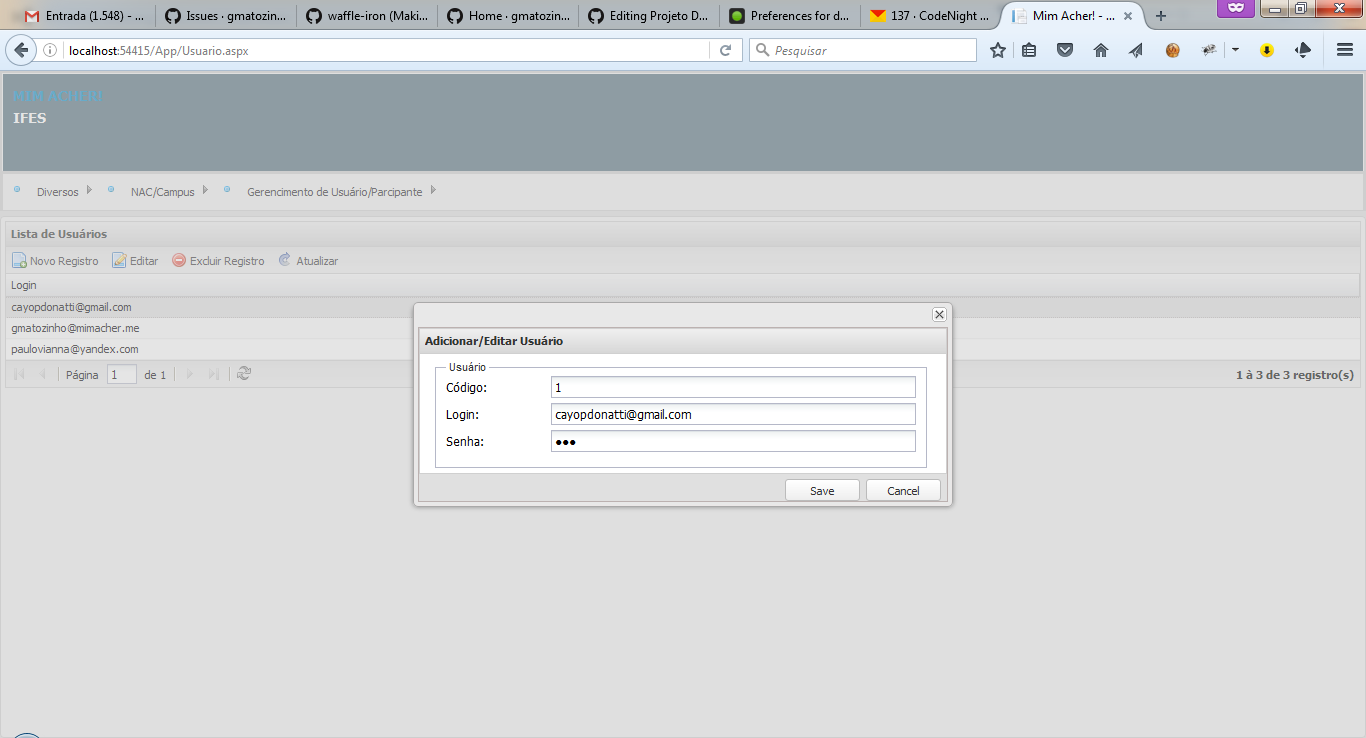 Entrada (1.548) - ...
Issues · gmatozin...
waffle-iron (Maki...
Home · gmatozin...
Editing Projeto D...
Preferences for d...
137 · CodeNight ...
Mim Acher! - ...
localhost:54415/App/Usuario.aspx
Pesquisar
MIM ACHER!
IFES
Diversos
NAC/Campus
Gerencimento de Usuário/Parcipante
Lista de Usuários
Novo Registro
Editar
Excluir Registro
Atualizar
Login
cayopdonatti@gmail.com
gmatozinho@mimacher.me
paulovianna@yandex.com
Página 1 de 1
1 à 3 de 3 registro(s)
Adicionar/Editar Usuário
Usuário
Código: 1
Login: cayopdonatti@gmail.com
Senha: ●●●
Save
Cancel